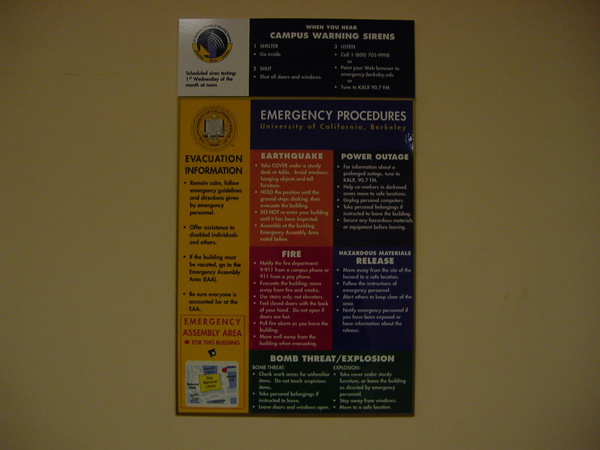 WHEN YOU HEAR
CAMPUS WARNING SIRENS
1 SHELTER
• Go inside
2 SHUT
• Shut all doors and windows
3 LISTEN
• Call 1 (800) 705-9998
or
• Point your Web browser to
emergency.berkeley.edu
or
• Tune to KALX 90.7 FM
Scheduled siren testing:
1st Wednesday of the
month at noon
EMERGENCY PROCEDURES
University of California, Berkeley
EVACUATION
INFORMATION
• Remain calm, follow
emergency guidelines
and directions given
by emergency
personnel.
• Offer assistance to
disabled individuals
and others.
• If the building must
be vacated, go to the
Emergency Assembly
Area (EAA).
• Be sure everyone is
accounted for at the
EAA.
EMERGENCY
ASSEMBLY AREA
FOR THIS BUILDING
EARTHQUAKE
• Take COVER under a sturdy
desk or table. Avoid windows,
hanging objects and tall
furniture.
• HOLD the position until the
ground stops shaking, then
evacuate the building.
• DO NOT re-enter your building
until it has been inspected.
• Assemble at the building
Emergency Assembly Area
noted below.
POWER OUTAGE
• For information about a
prolonged outage, tune to
KALX, 90.7 FM.
• Help co-workers in darkened
areas move to safe locations.
• Unplug personal computers.
• Take personal belongings if
instructed to leave the building.
• Secure any hazardous materials
or equipment before leaving.
FIRE
• Notify the fire department:
9-911 from a campus phone or
911 from a pay phone.
• Evacuate the building; move
away from fire and smoke.
• Use stairs only, not elevators.
• Feel closed doors with the back
of your hand. Do not open if
doors are hot.
• Pull fire alarm as you leave the
building.
• Move well away from the
building when evacuating.
HAZARDOUS MATERIALS
RELEASE
• Move away from the site of the
hazard to a safe location.
• Follow the instructions of
emergency personnel.
• Alert others to keep clear of the
area.
• Notify emergency personnel if
you have been exposed or
have information about the
release.
BOMB THREAT/EXPLOSION
BOMB THREAT:
• Check work areas for unfamiliar
items. Do not touch suspicious
items.
• Take personal belongings if
instructed to leave.
• Leave doors and windows open.
EXPLOSION:
• Take cover under sturdy
furniture, or leave the building
as directed by emergency
personnel.
• Stay away from windows.
• Move to a safe location.